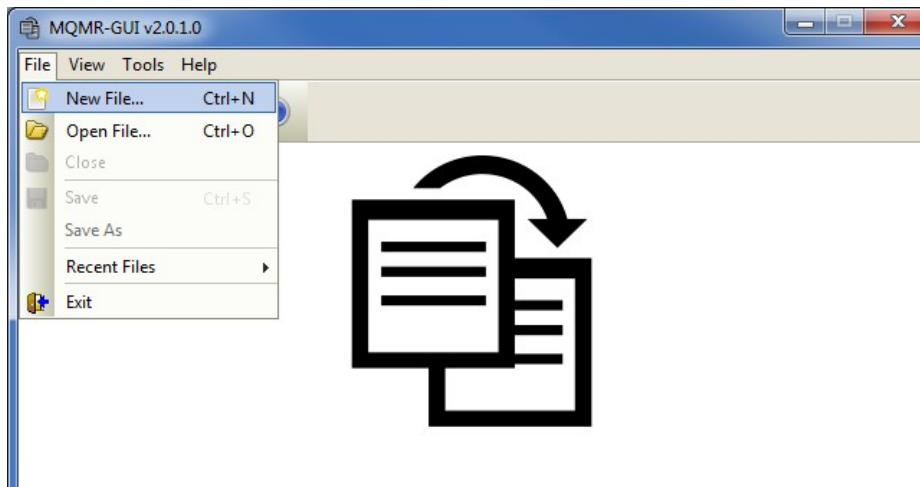 MQMR-GUI v2.0.1.0
File View Tools Help
New File... Ctrl+N
Open File... Ctrl+O
Close
Save Ctrl+S
Save As
Recent Files
Exit